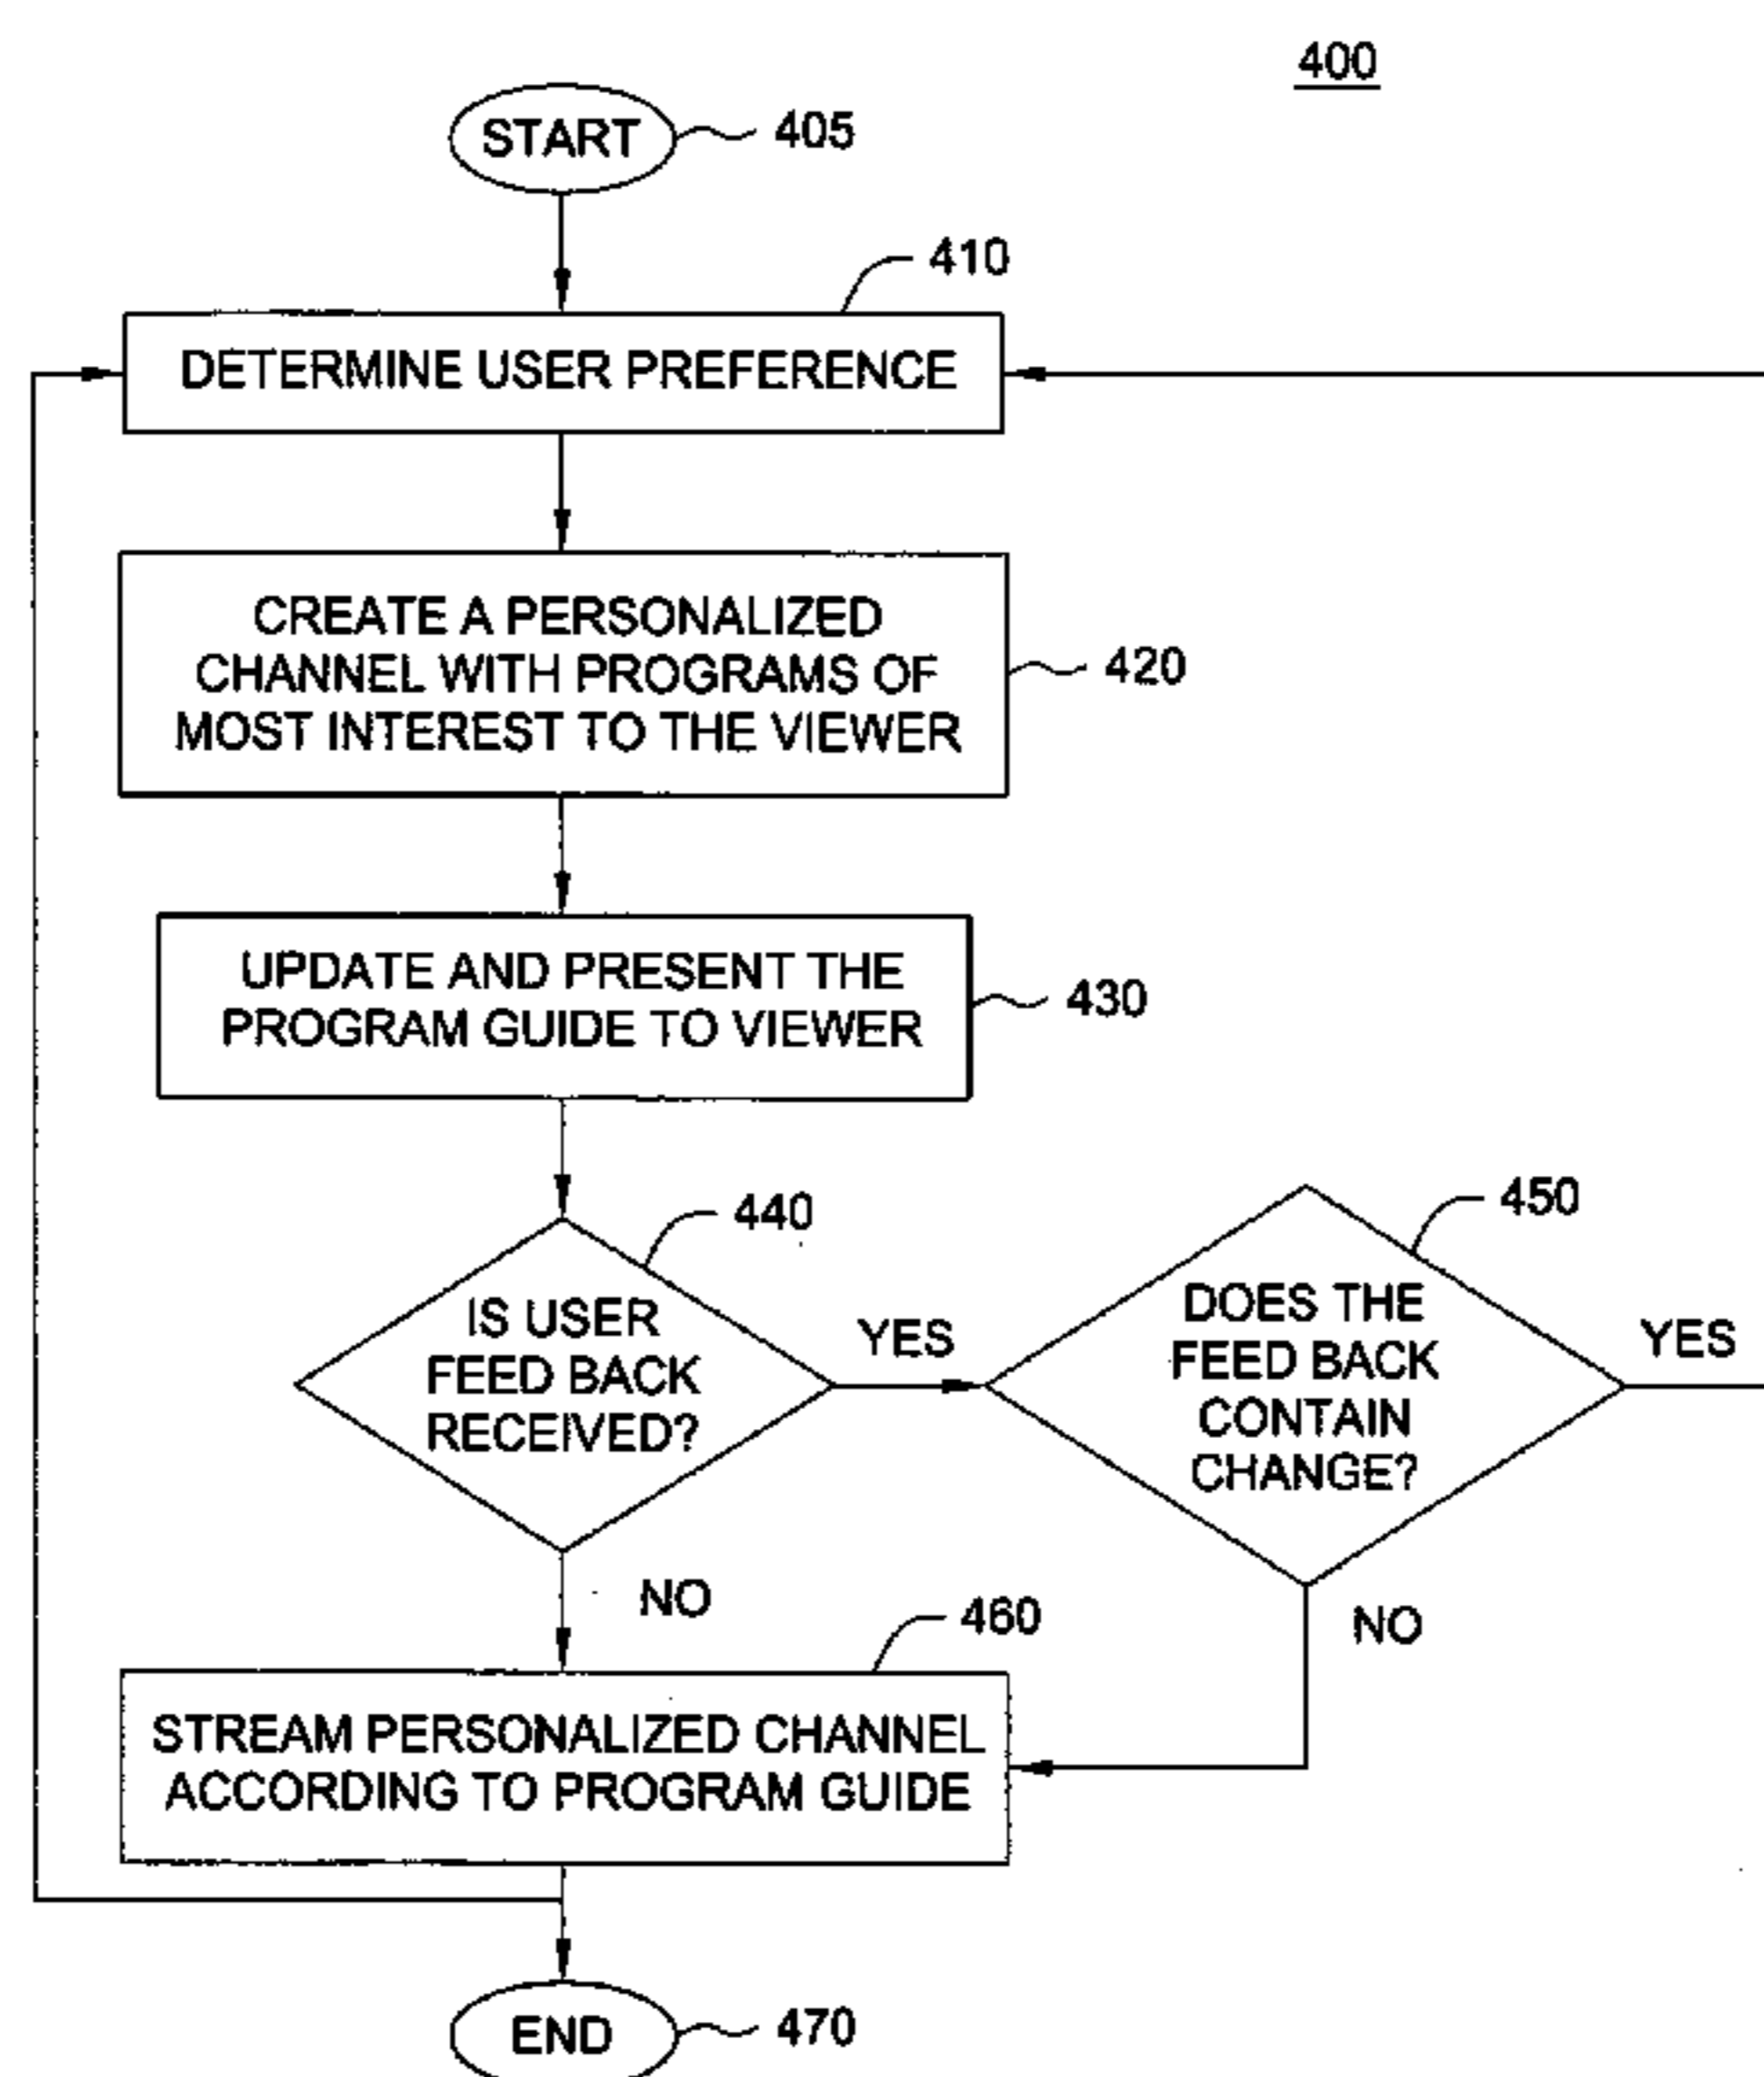 400
START
405
410
DETERMINE USER PREFERENCE
CREATE A PERSONALIZED
CHANNEL WITH PROGRAMS OF
MOST INTEREST TO THE VIEWER
420
UPDATE AND PRESENT THE
PROGRAM GUIDE TO VIEWER
430
440
IS USER
FEED BACK
RECEIVED?
YES
450
DOES THE
FEED BACK
CONTAIN
CHANGE?
YES
NO
NO
460
STREAM PERSONALIZED CHANNEL
ACCORDING TO PROGRAM GUIDE
END
470